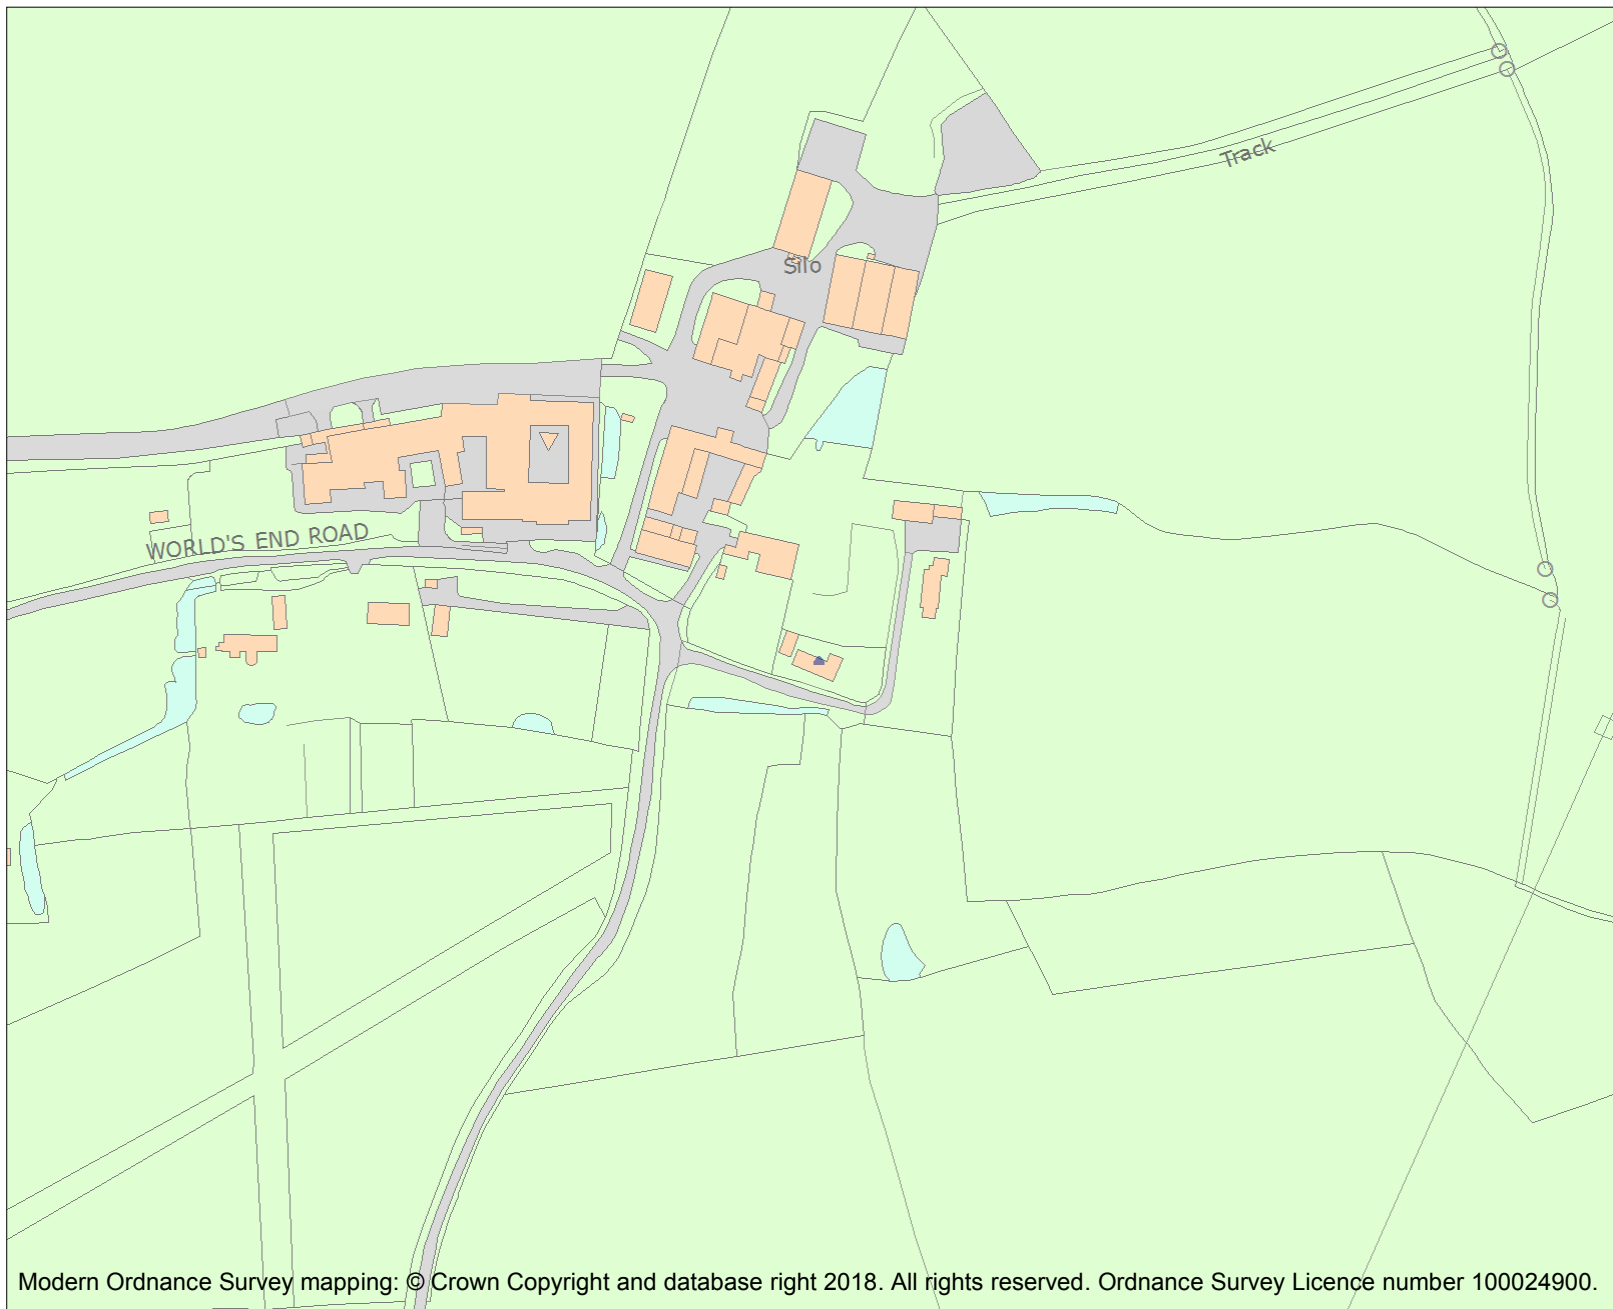 Track
Silo
WORLD'S END ROAD
Modern Ordnance Survey mapping: © Crown Copyright and database right 2018. All rights reserved. Ordnance Survey Licence number 100024900.